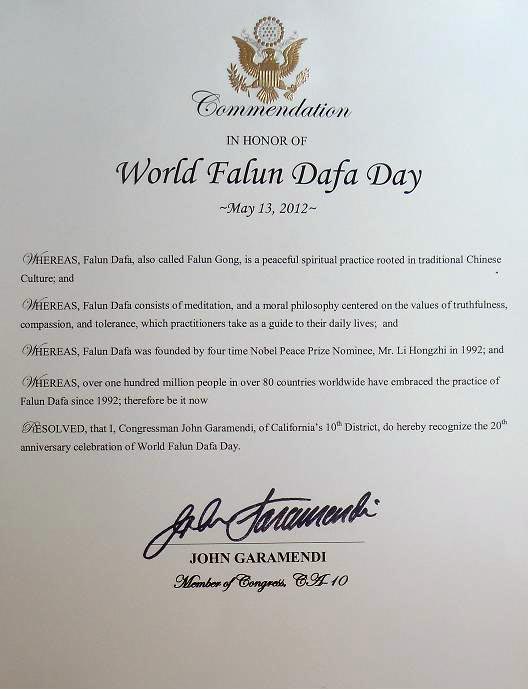 Commendation
IN HONOR OF
World Falun Dafa Day
~May 13, 2012~
WHEREAS, Falun Dafa, also called Falun Gong, is a peaceful spiritual practice rooted in traditional Chinese
Culture; and
WHEREAS, Falun Dafa consists of meditation, and a moral philosophy centered on the values of truthfulness,
compassion, and tolerance, which practitioners take as a guide to their daily lives; and
WHEREAS, Falun Dafa was founded by four time Nobel Peace Prize Nominee, Mr. Li Hongzhi in 1992; and
WHEREAS, over one hundred million people in over 80 countries worldwide have embraced the practice of
Falun Dafa since 1992; therefore be it now
RESOLVED, that I, Congressman John Garamendi, of California's 10th District, do hereby recognize the 20th
anniversary celebration of World Falun Dafa Day.
John Garamendi
JOHN GARAMENDI
Member of Congress, CA-10